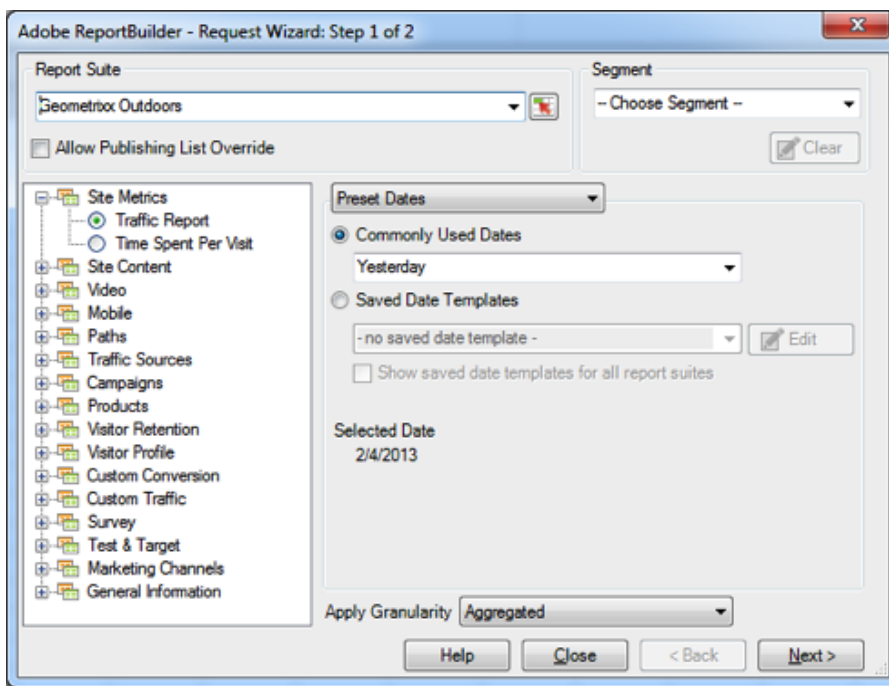 Adobe ReportBuilder - Request Wizard: Step 1 of 2
Report Suite
Geometrixx Outdoors
Allow Publishing List Override
Segment
-- Choose Segment --
Clear
Site Metrics
Traffic Report
Time Spent Per Visit
Site Content
Video
Mobile
Paths
Traffic Sources
Campaigns
Products
Visitor Retention
Visitor Profile
Custom Conversion
Custom Traffic
Survey
Test & Target
Marketing Channels
General Information
Preset Dates
Commonly Used Dates
Yesterday
Saved Date Templates
- no saved date template -
Edit
Show saved date templates for all report suites
Selected Date
2/4/2013
Apply Granularity Aggregated
Help Close < Back Next >